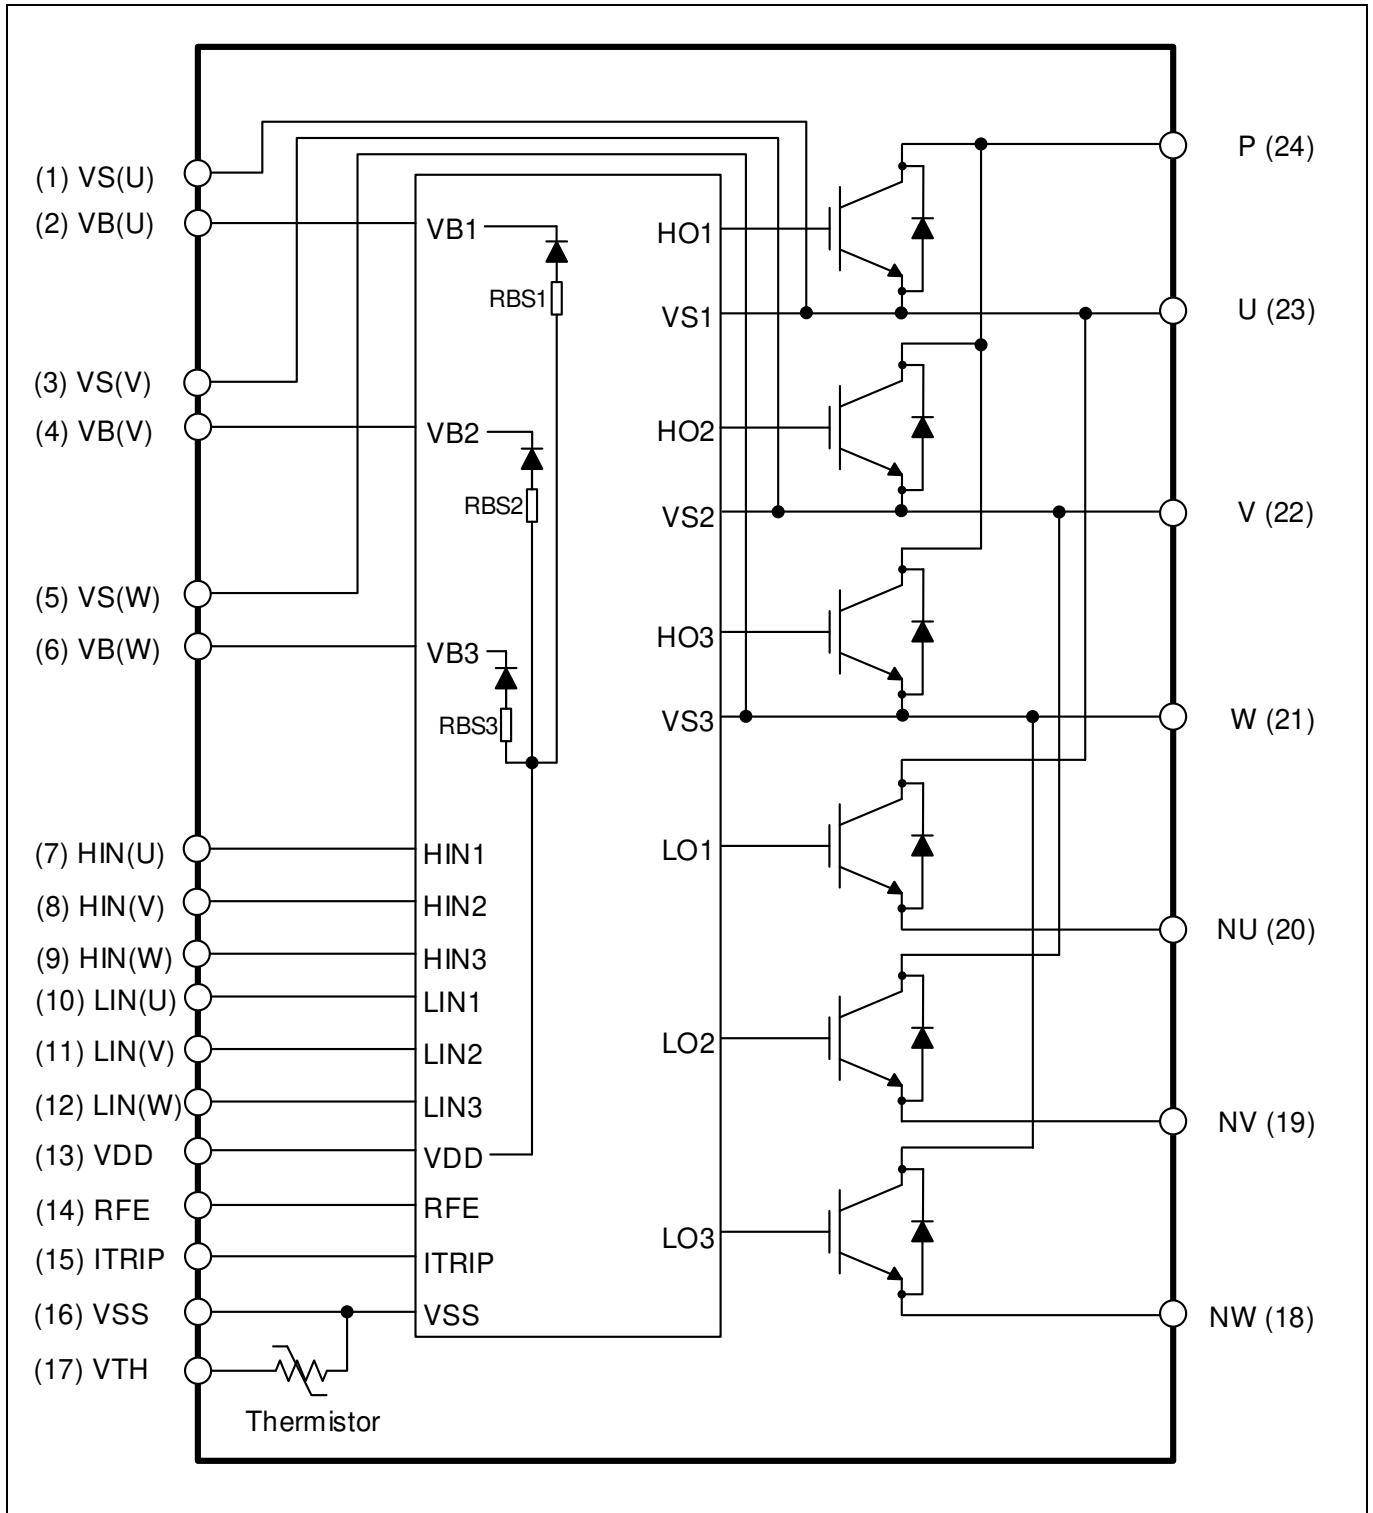 (1) VS(U)
(2) VB(U)
(3) VS(V)
(4) VB(V)
(5) VS(W)
(6) VB(W)
(7) HIN(U)
(8) HIN(V)
(9) HIN(W)
(10) LIN(U)
(11) LIN(V)
(12) LIN(W)
(13) VDD
(14) RFE
(15) ITRIP
(16) VSS
(17) VTH
Thermistor
VB1
RBS1
VB2
RBS2
VB3
RBS3
HIN1
HIN2
HIN3
LIN1
LIN2
LIN3
VDD
RFE
ITRIP
VSS
HO1
VS1
HO2
VS2
HO3
VS3
LO1
LO2
LO3
P (24)
U (23)
V (22)
W (21)
NU (20)
NV (19)
NW (18)